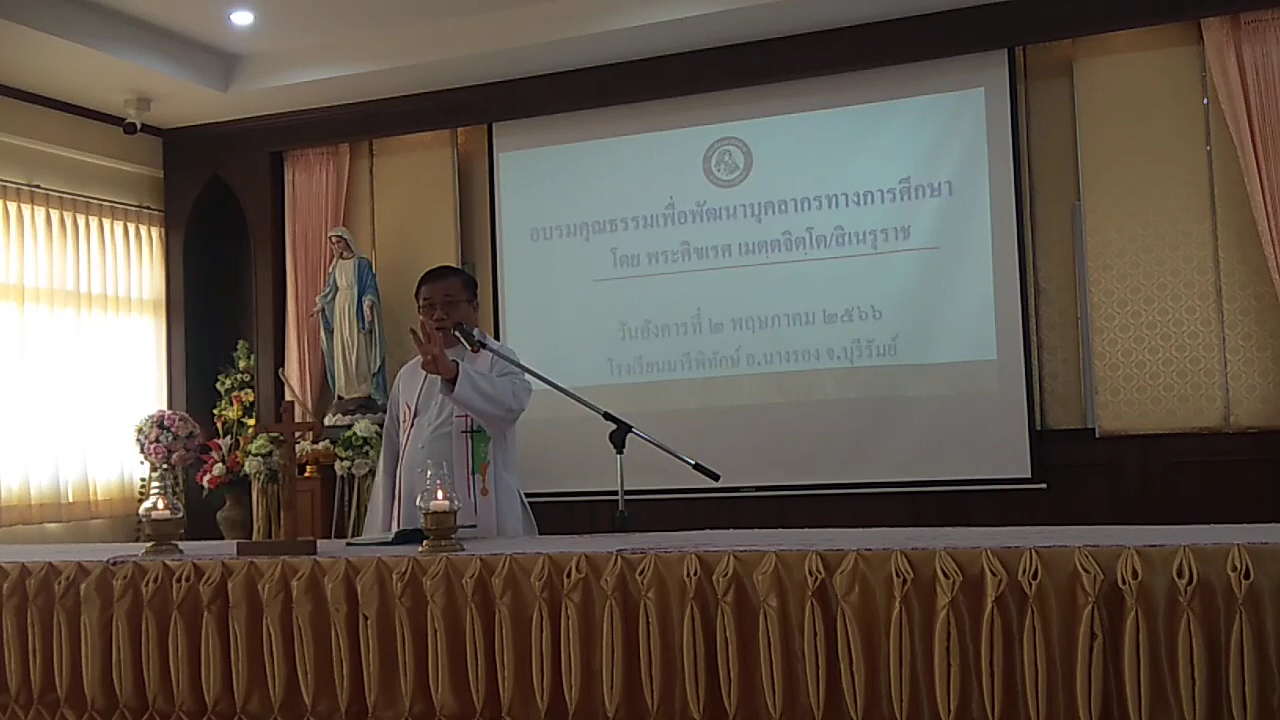 อบรมคุณธรรมเพื่อพัฒนาบุคลากรทางการศึกษา
โดย พระศิขเรศ เมตฺตจิตฺโต/สิเนรุราช
วันอังคารที่ ๒ พฤษภาคม ๒๕๖๖
โรงเรียนมารีพิทักษ์ อ.นางรอง จ.บุรีรัมย์